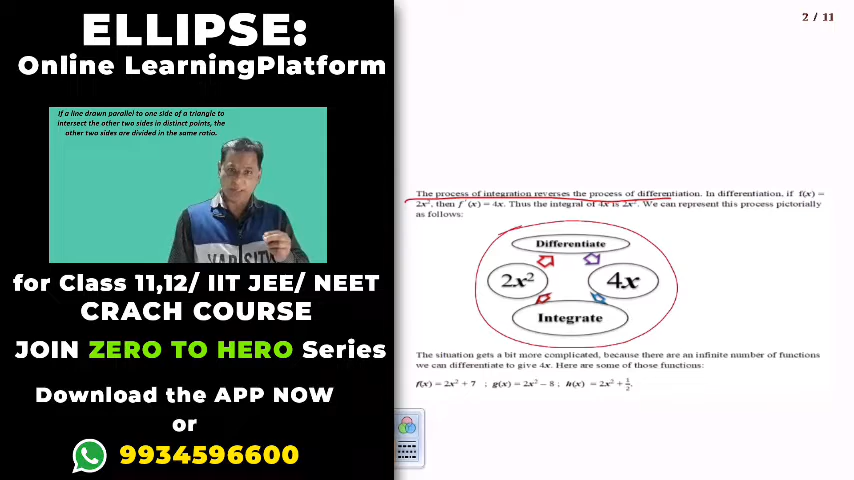 ELLIPSE:
Online LearningPlatform
If a line drawn parallel to one side of a triangle to
intersect the other two sides in distinct points, the
other two sides are divided in the same ratio.
VARSITY
for Class 11,12/ IIT JEE/ NEET
CRACH COURSE
JOIN ZERO TO HERO Series
Download the APP NOW
or
9934596600
2 / 11
The process of integration reverses the process of differentiation. In differentiation, if f(x) =
2x², then f′(x) = 4x. Thus the integral of 4x is 2x². We can represent this process pictorially
as follows:
Differentiate
2x² 4x
Integrate
The situation gets a bit more complicated, because there are an infinite number of functions
we can differentiate to give 4x. Here are some of those functions:
f(x) = 2x² + 7 ; g(x) = 2x² – 8 ; h(x) = 2x² + 1/2.